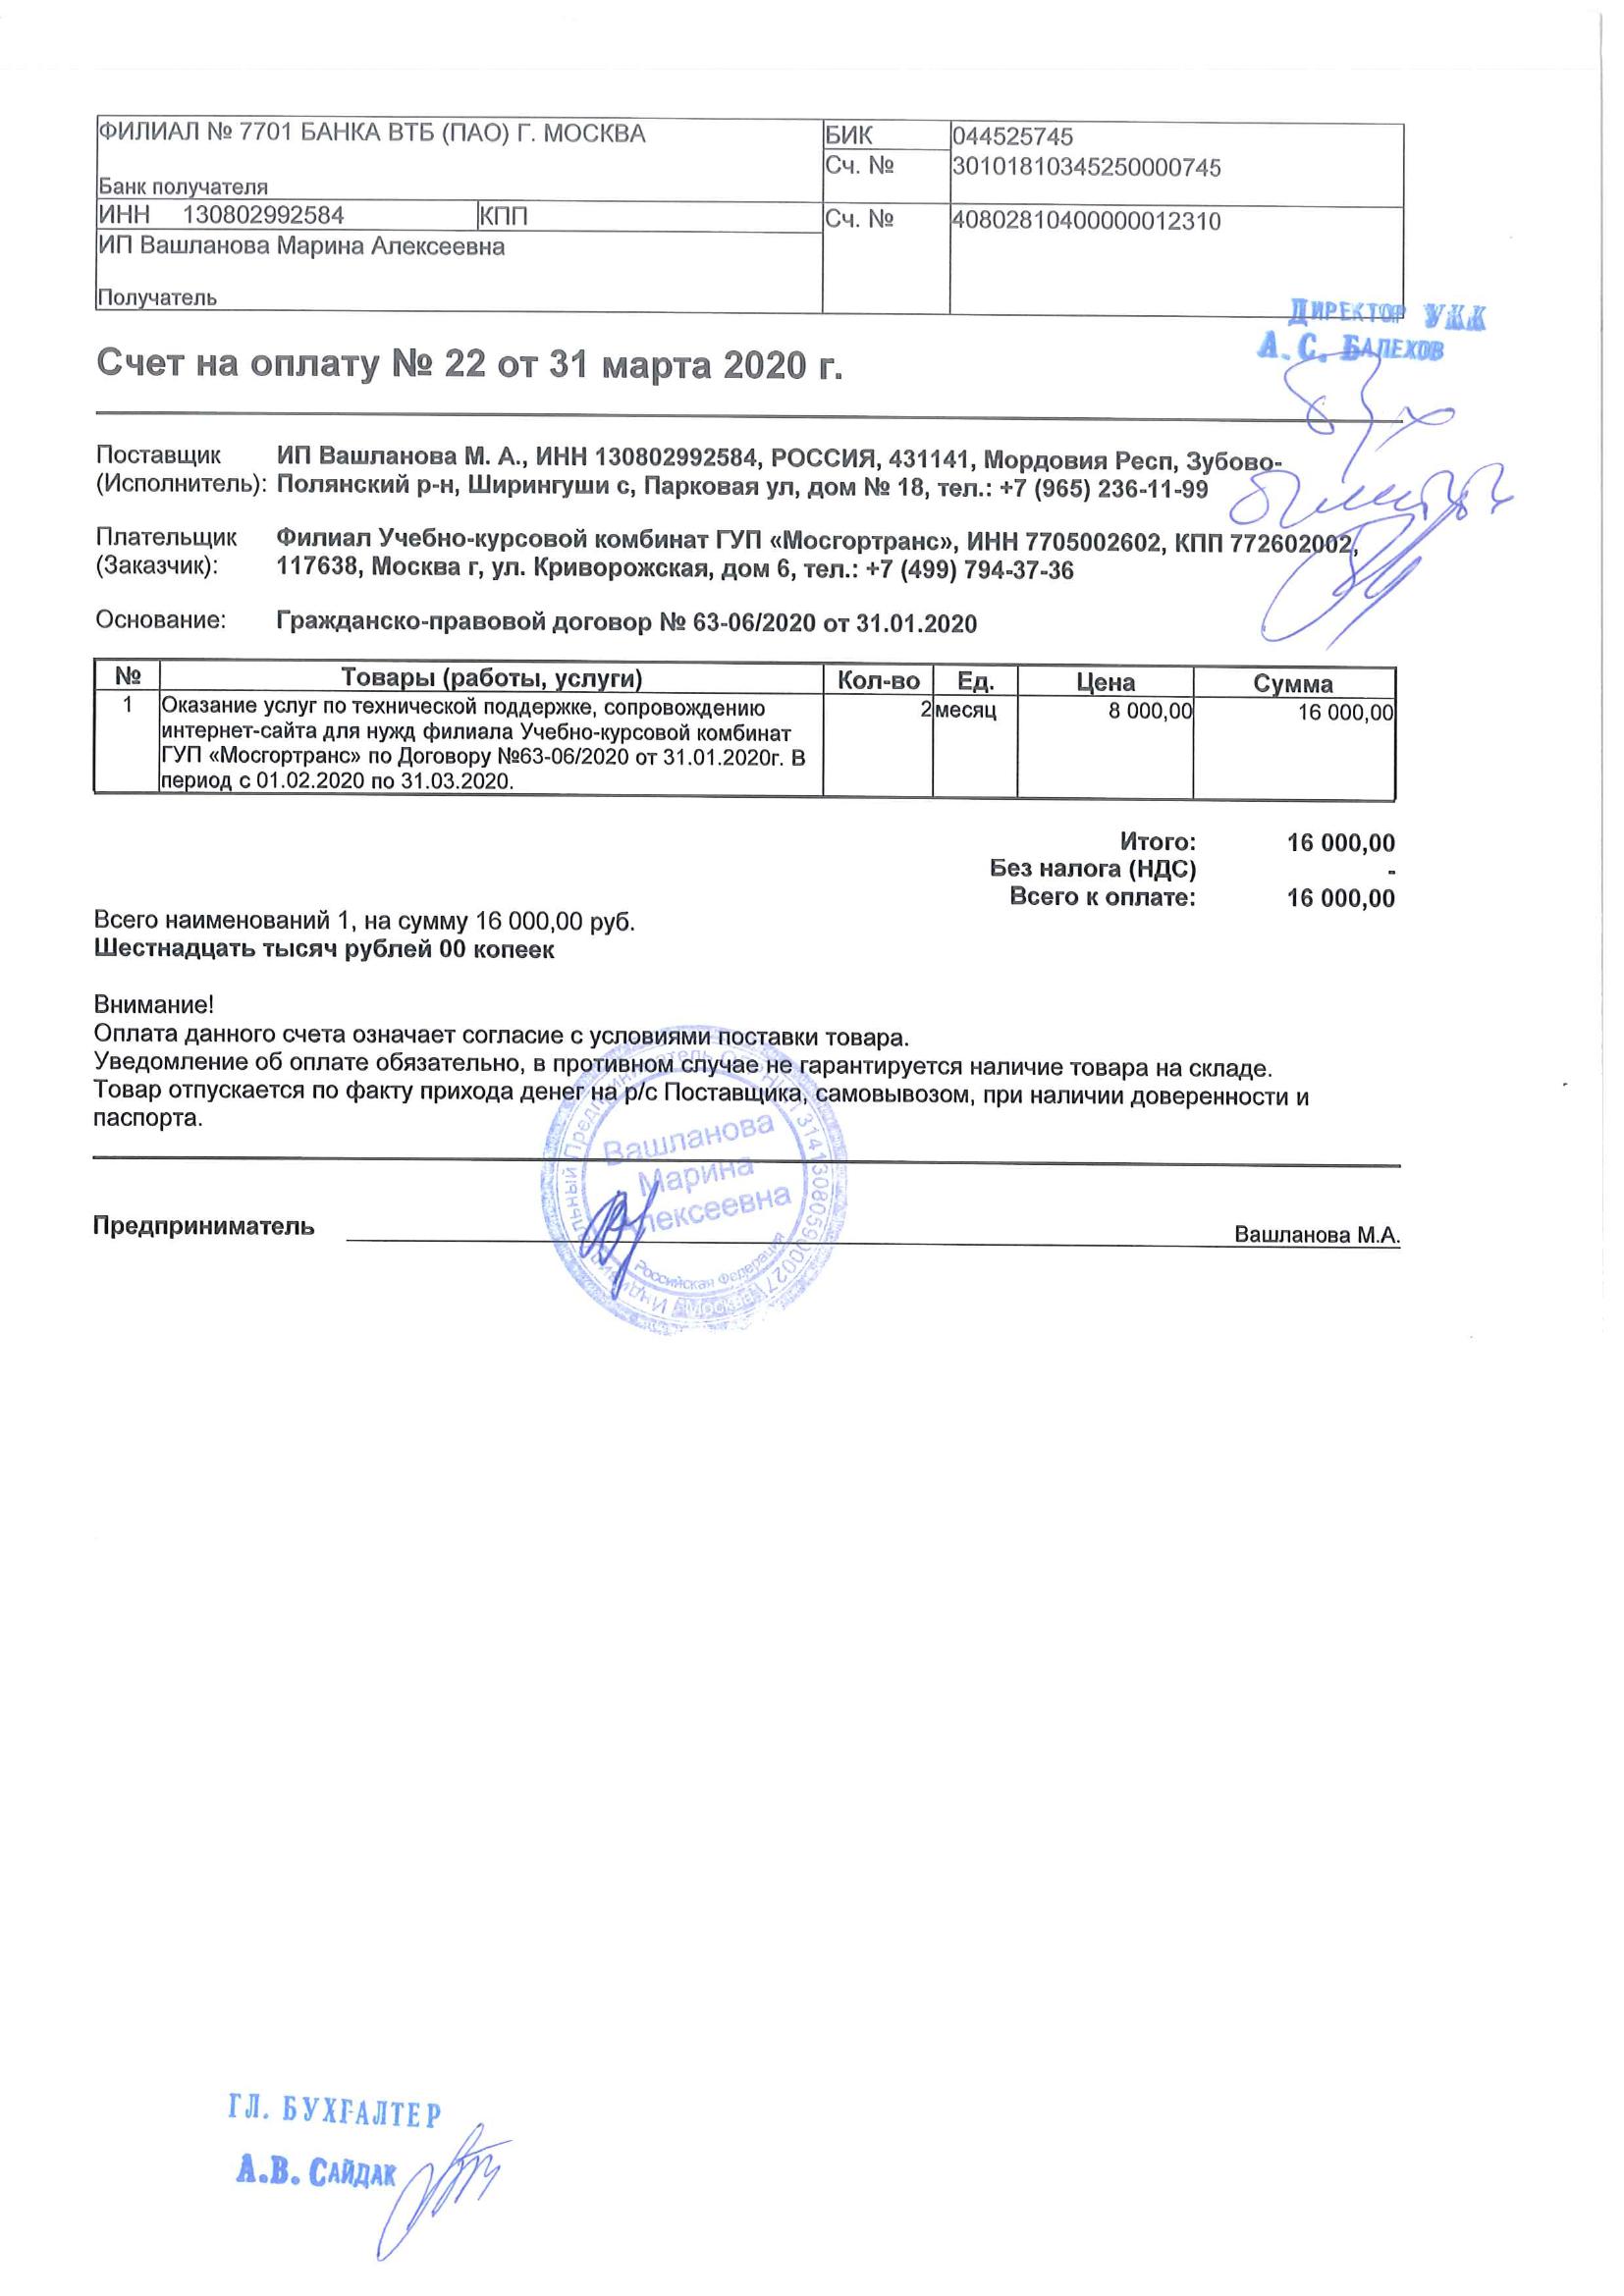 ФИЛИАЛ № 7701 БАНКА ВТБ (ПАО) Г. МОСКВА
БИК 044525745
Сч. № 30101810345250000745
Банк получателя
ИНН 130802992584 КПП Сч. № 40802810400000012310
ИП Вашланова Марина Алексеевна
Получатель
ДИРЕКТОР УКК
А. С. БАЛЕХОВ
Счет на оплату № 22 от 31 марта 2020 г.
Поставщик ИП Вашланова М. А., ИНН 130802992584, РОССИЯ, 431141, Мордовия Респ, Зубово-
(Исполнитель): Полянский р-н, Ширингуши с, Парковая ул, дом № 18, тел.: +7 (965) 236-11-99
Плательщик Филиал Учебно-курсовой комбинат ГУП «Мосгортранс», ИНН 7705002602, КПП 772602002,
(Заказчик): 117638, Москва г, ул. Криворожская, дом 6, тел.: +7 (499) 794-37-36
Основание: Гражданско-правовой договор № 63-06/2020 от 31.01.2020
№ Товары (работы, услуги) Кол-во Ед. Цена Сумма
1 Оказание услуг по технической поддержке, сопровождению 2 месяц 8 000,00 16 000,00
интернет-сайта для нужд филиала Учебно-курсовой комбинат
ГУП «Мосгортранс» по Договору №63-06/2020 от 31.01.2020г. В
период с 01.02.2020 по 31.03.2020.
Итого: 16 000,00
Без налога (НДС) -
Всего к оплате: 16 000,00
Всего наименований 1, на сумму 16 000,00 руб.
Шестнадцать тысяч рублей 00 копеек
Внимание!
Оплата данного счета означает согласие с условиями поставки товара.
Уведомление об оплате обязательно, в противном случае не гарантируется наличие товара на складе.
Товар отпускается по факту прихода денег на р/с Поставщика, самовывозом, при наличии доверенности и
паспорта.
Вашланова
Марина
Алексеевна
Российская Федерация
Предприниматель Вашланова М.А.
ГЛ. БУХГАЛТЕР
А.В. САЙДАК